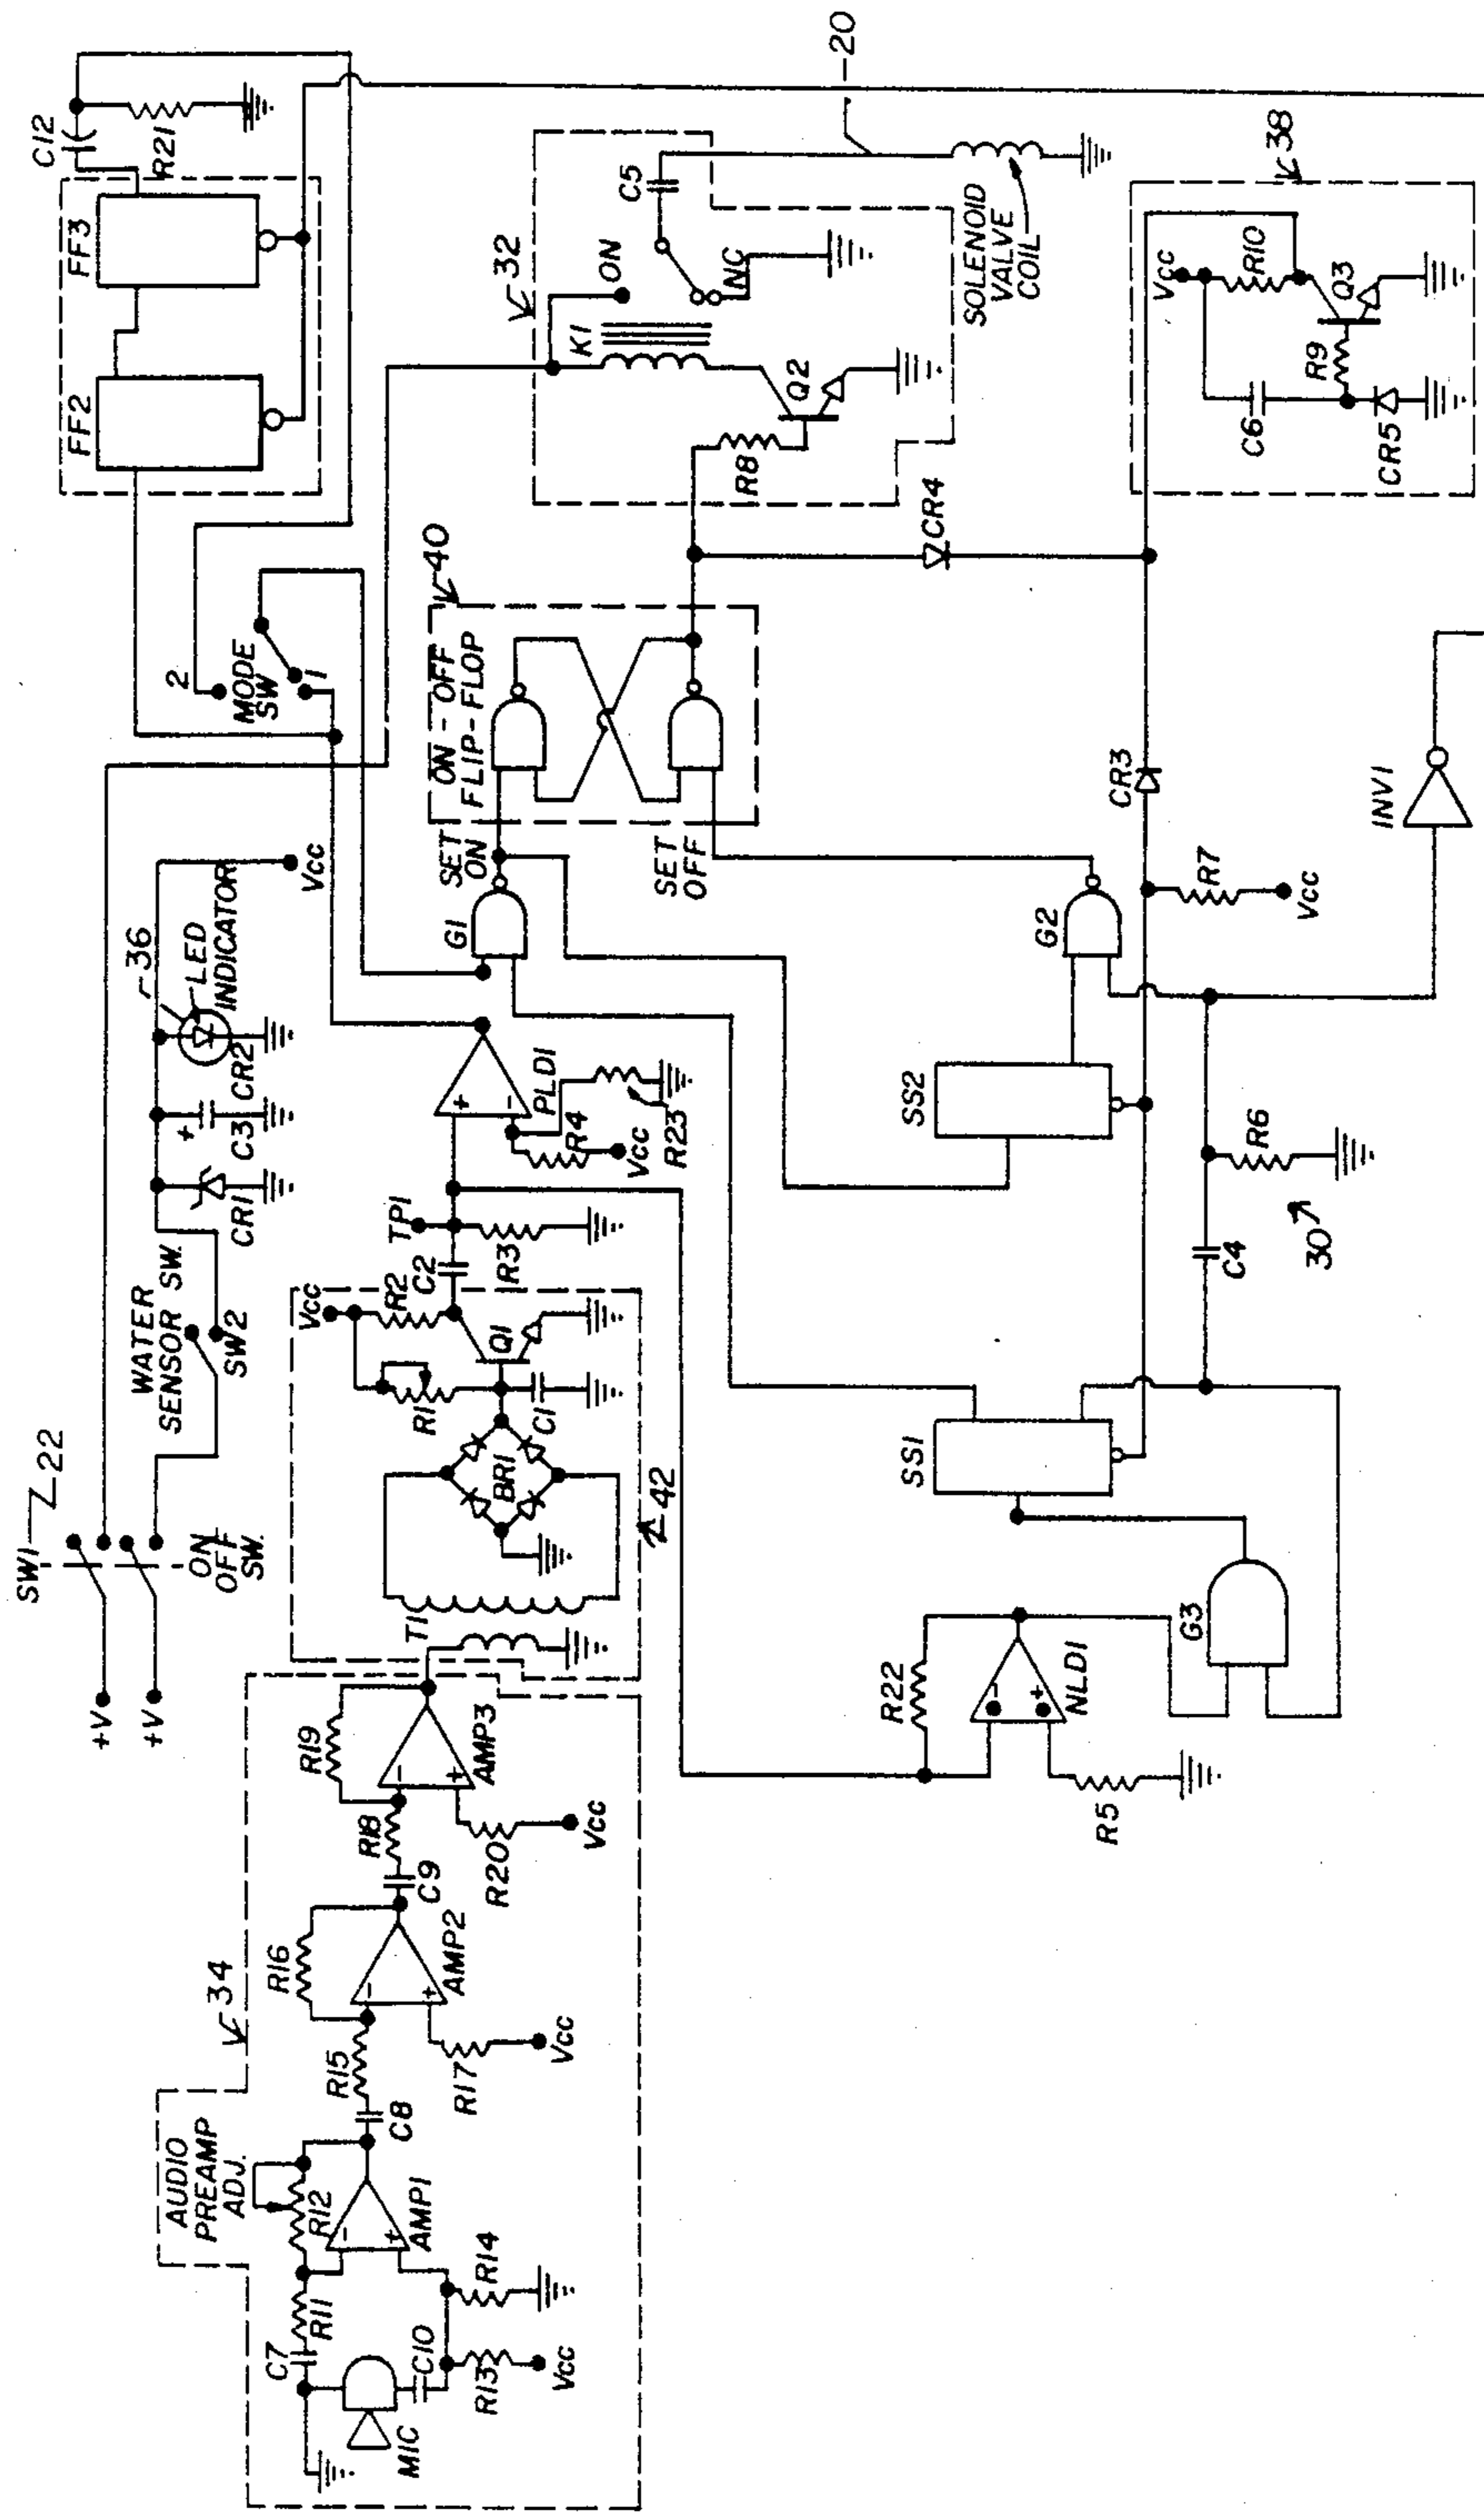 SW1
22
+V
+V
ON
OFF
SW.
WATER
SENSOR SW.
SW2
CR1
+
C3
CR2
36
LED
INDICATOR
Vcc
2
MODE
SW
1
FF2
FF3
C12
R21
AUDIO
PREAMP
ADJ.
34
C7
R11
R12
-
+
AMP1
MIC
C10
R13
Vcc
R14
C8
R15
R16
-
+
AMP2
R17
Vcc
C9
R18
R19
-
+
AMP3
R20
Vcc
T1
BR1
R1
C1
Vcc
R2
Q1
42
C2
TP1
R3
+
-
PLD1
R4
Vcc
R23
G1
SET
ON
ON-OFF
FLIP-FLOP
40
SET
OFF
32
K1
ON
NC
C5
R8
Q2
20
SOLENOID
VALVE
COIL
CR4
38
Vcc
R10
Q3
R9
C6
CR5
R22
-
+
NLD1
R5
G3
SS1
C4
30
R6
SS2
G2
R7
Vcc
CR3
INV1